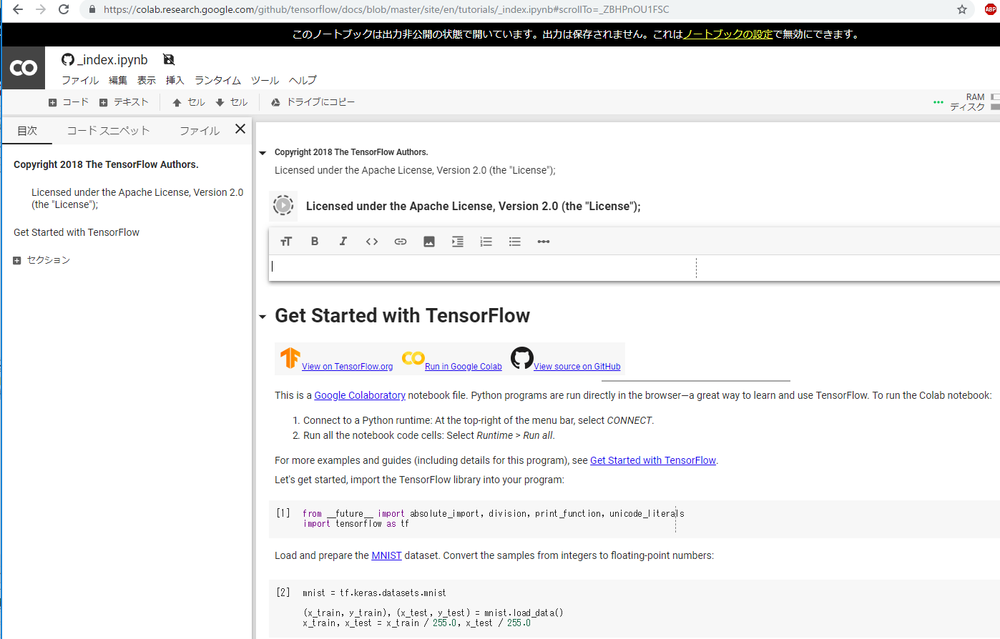 https://colab.research.google.com/github/tensorflow/docs/blob/master/site/en/tutorials/_index.ipynb#scrollTo=_ZBHPnOU1FSC
ABP
このノートブックは出力非公開の状態で開いています。出力は保存されません。これはノートブックの設定で無効にできます。
CO
_index.ipynb
ファイル 編集 表示 挿入 ランタイム ツール ヘルプ
コード テキスト セル セル ドライブにコピー
RAM
ディスク
目次 コード スニペット ファイル
Copyright 2018 The TensorFlow Authors.
Licensed under the Apache License, Version 2.0
(the "License");
Get Started with TensorFlow
セクション
Copyright 2018 The TensorFlow Authors.
Licensed under the Apache License, Version 2.0 (the "License");
Licensed under the Apache License, Version 2.0 (the "License");
Get Started with TensorFlow
View on TensorFlow.org Run in Google Colab View source on GitHub
This is a Google Colaboratory notebook file. Python programs are run directly in the browser—a great way to learn and use TensorFlow. To run the Colab notebook:
1. Connect to a Python runtime: At the top-right of the menu bar, select CONNECT.
2. Run all the notebook code cells: Select Runtime > Run all.
For more examples and guides (including details for this program), see Get Started with TensorFlow.
Let's get started, import the TensorFlow library into your program:
[1] from __future__ import absolute_import, division, print_function, unicode_literals
import tensorflow as tf
Load and prepare the MNIST dataset. Convert the samples from integers to floating-point numbers:
[2] mnist = tf.keras.datasets.mnist
(x_train, y_train), (x_test, y_test) = mnist.load_data()
x_train, x_test = x_train / 255.0, x_test / 255.0